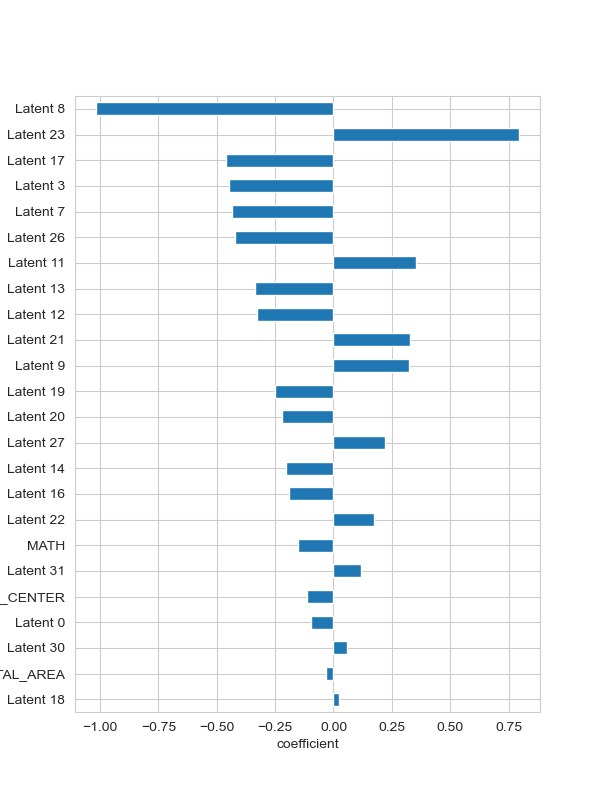 Latent 8
Latent 23
Latent 17
Latent 3
Latent 7
Latent 26
Latent 11
Latent 13
Latent 12
Latent 21
Latent 9
Latent 19
Latent 20
Latent 27
Latent 14
Latent 16
Latent 22
MATH
Latent 31
_CENTER
Latent 0
Latent 30
TAL_AREA
Latent 18
−1.00 −0.75 −0.50 −0.25 0.00 0.25 0.50 0.75
coefficient